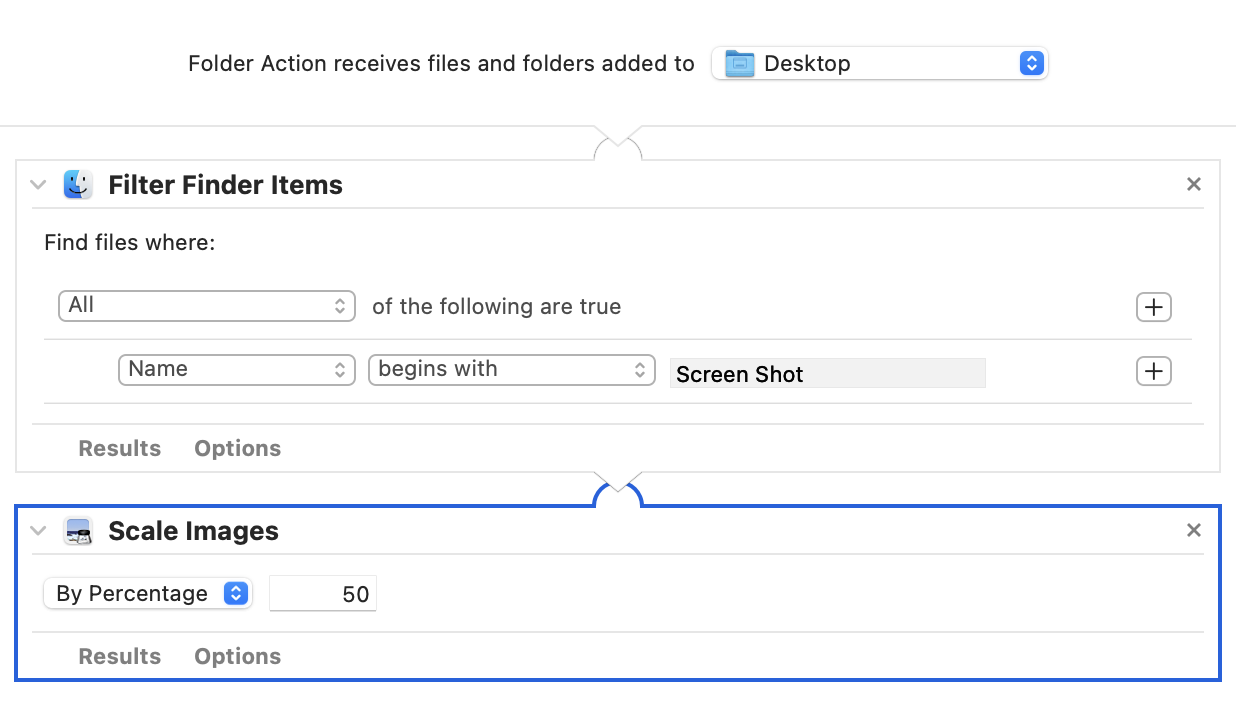 Folder Action receives files and folders added to Desktop
Filter Finder Items
Find files where:
All of the following are true
Name begins with Screen Shot
Results Options
Scale Images
By Percentage 50
Results Options